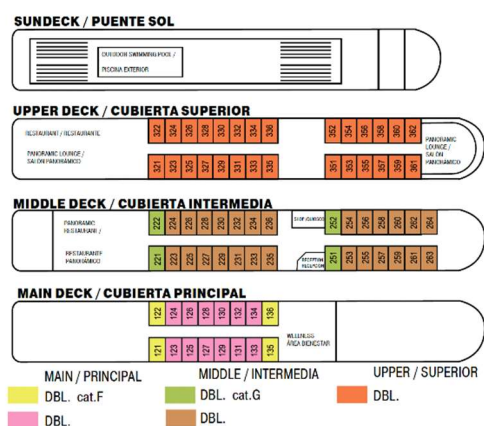 SUNDECK / PUENTE SOL
OUTDOOR SWIMMING POOL /
PISCINA EXTERIOR
UPPER DECK / CUBIERTA SUPERIOR
RESTAURANT / RESTAURANTE
322 324 326 328 330 332 334 336 352 354 356 358 360 362
PANORAMIC LOUNGE /
SALÓN PANORÁMICO
PANORAMIC
LOUNGE /
SALÓN
PANORÁMICO
321 323 325 327 329 331 333 335 351 353 355 357 359 361
MIDDLE DECK / CUBIERTA INTERMEDIA
PANORAMIC
RESTAURANT /
222 224 226 228 230 232 234 236 252 254 256 258 260 262 264
RESTAURANTE
PANORÁMICO
RECEPTION
RECEPCIÓN
221 223 225 227 229 231 233 235 251 253 255 257 259 261 263
MAIN DECK / CUBIERTA PRINCIPAL
122 124 126 128 130 132 134 136
WELLNESS
ÁREA BIENESTAR
121 123 125 127 129 131 133 135
MAIN / PRINCIPAL MIDDLE / INTERMEDIA UPPER / SUPERIOR
DBL. cat.F DBL. cat.G DBL.
DBL. DBL.